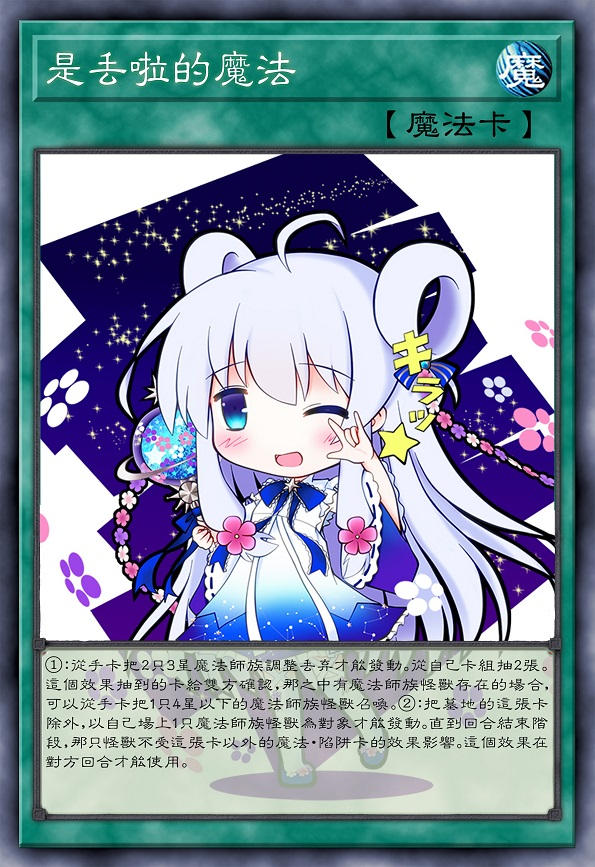 是丟啦的魔法
魔
【魔法卡】
キラッ
①:從手卡把2只3星魔法師族調整丟弃才能發動。從自己卡組抽2張。
這個效果抽到的卡給雙方確認,那之中有魔法師族怪獸存在的場合,
可以從手卡把1只4星以下的魔法師族怪獸召喚。②:把墓地的這張卡
除外,以自己場上1只魔法師族怪獸為對象才能發動。直到回合結束階
段,那只怪獸不受這張卡以外的魔法·陷阱卡的效果影響。這個效果在
對方回合才能使用。